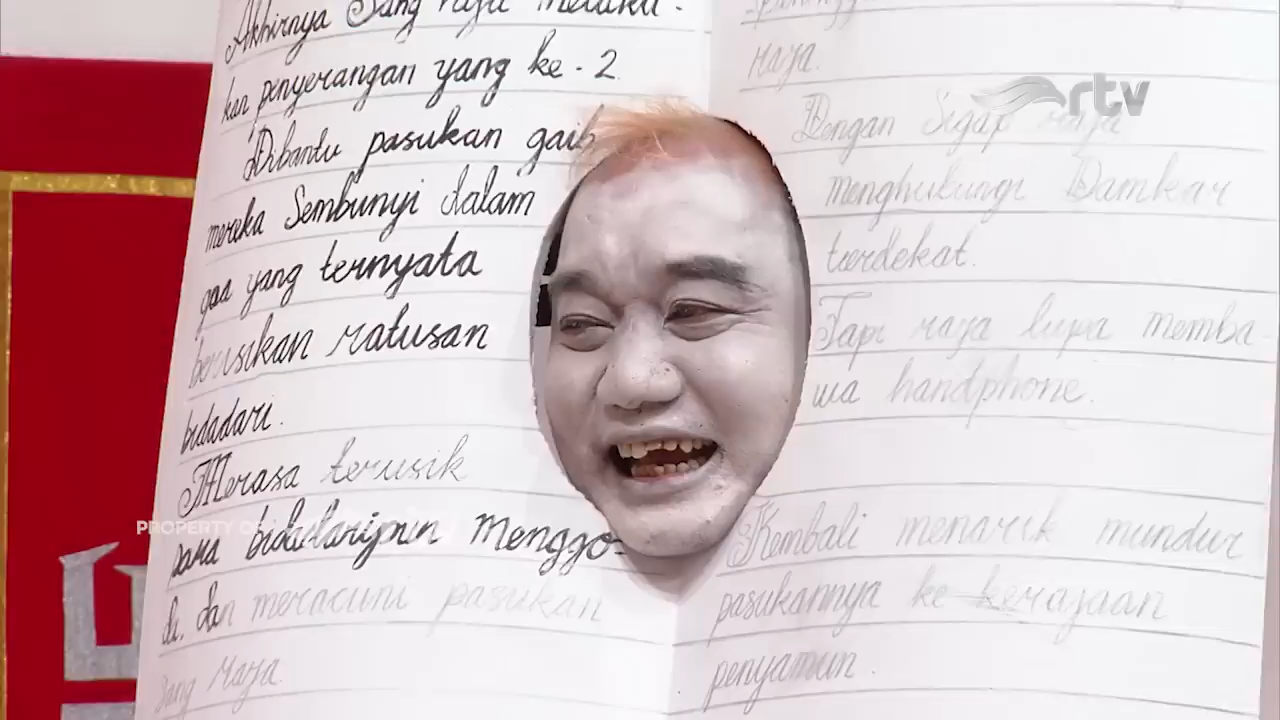 Akhirnya Sang raja melaku-
kan penyerangan yang ke-2
Dibantu pasukan gaib
mereka Sembunyi dalam
goa yang ternyata
berisikan ratusan
bidadari.
Merasa terusik
para bidadaripun Menggo-
da, dan meracuni pasukan
Sang Raja.
raja.
Dengan Sigap raja
menghubungi Damkar
terdekat.
Tapi raja lupa memba-
wa handphone.
Kembali menarik mundur
pasukannya ke kerajaan
penyamun.
rtv
PROPERTY OF